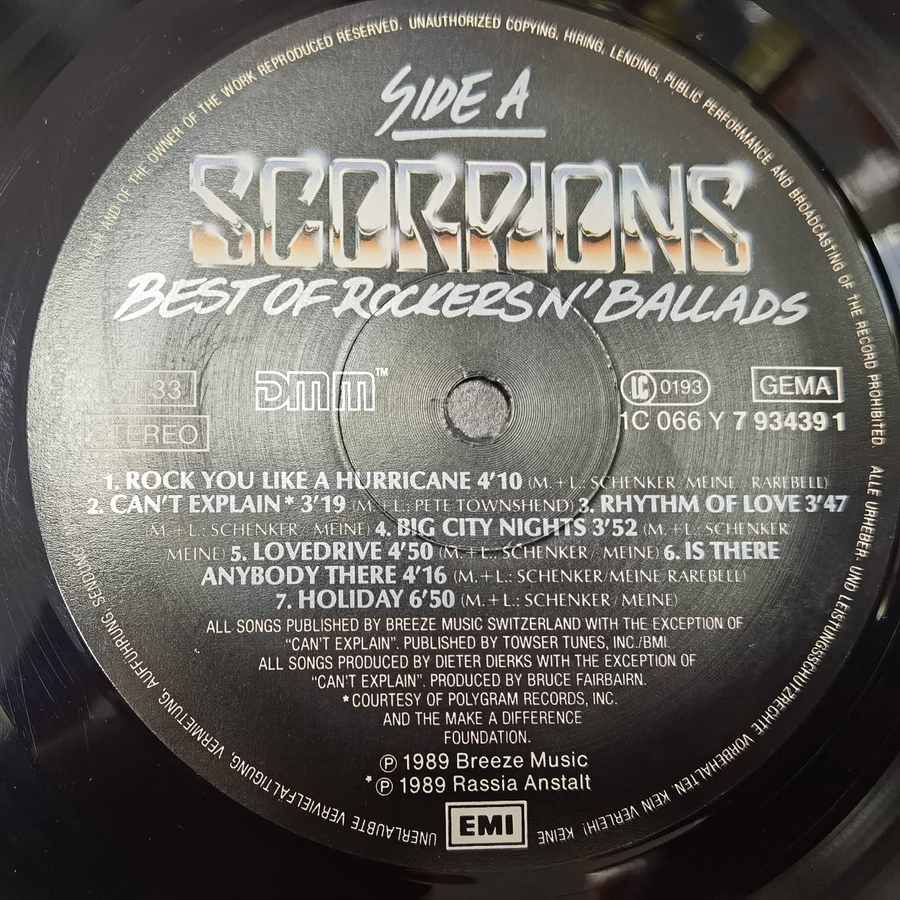 SIDE A
SCORPIONS
BEST OF ROCKERS N' BALLADS
33
DMM™
LC 0193
GEMA
STEREO
1C 066 Y 7 93439 1
1. ROCK YOU LIKE A HURRICANE 4'10 (M.+L.: SCHENKER/MEINE/RAREBELL)
2. CAN'T EXPLAIN* 3'19 (M.+L.: PETE TOWNSHEND) 3. RHYTHM OF LOVE 3'47
M.+L.: SCHENKER/MEINE) 4. BIG CITY NIGHTS 3'52 (M.+L.: SCHENKER
MEINE) 5. LOVEDRIVE 4'50 (M.+L.: SCHENKER/MEINE) 6. IS THERE
ANYBODY THERE 4'16 (M.+L.: SCHENKER/MEINE RAREBELL)
7. HOLIDAY 6'50 (M.+L.: SCHENKER/MEINE)
ALL SONGS PUBLISHED BY BREEZE MUSIC SWITZERLAND WITH THE EXCEPTION OF
"CAN'T EXPLAIN". PUBLISHED BY TOWSER TUNES, INC./BMI.
ALL SONGS PRODUCED BY DIETER DIERKS WITH THE EXCEPTION OF
"CAN'T EXPLAIN". PRODUCED BY BRUCE FAIRBAIRN.
*COURTESY OF POLYGRAM RECORDS, INC.
AND THE MAKE A DIFFERENCE
FOUNDATION.
℗ 1989 Breeze Music
*℗ 1989 Rassia Anstalt
EMI
AND OF THE OWNER OF THE WORK REPRODUCED RESERVED. UNAUTHORIZED COPYING, HIRING, LENDING, PUBLIC PERFORMANCE AND BROADCASTING OF THE RECORD PROHIBITED.
ALLE URHEBER- UND LEISTUNGSSCHUTZRECHTE VORBEHALTEN. KEIN VERLEIH! KEINE
UNERLAUBTE VERVIELFÄLTIGUNG, VERMIETUNG, AUFFÜHRUNG, SENDUNG